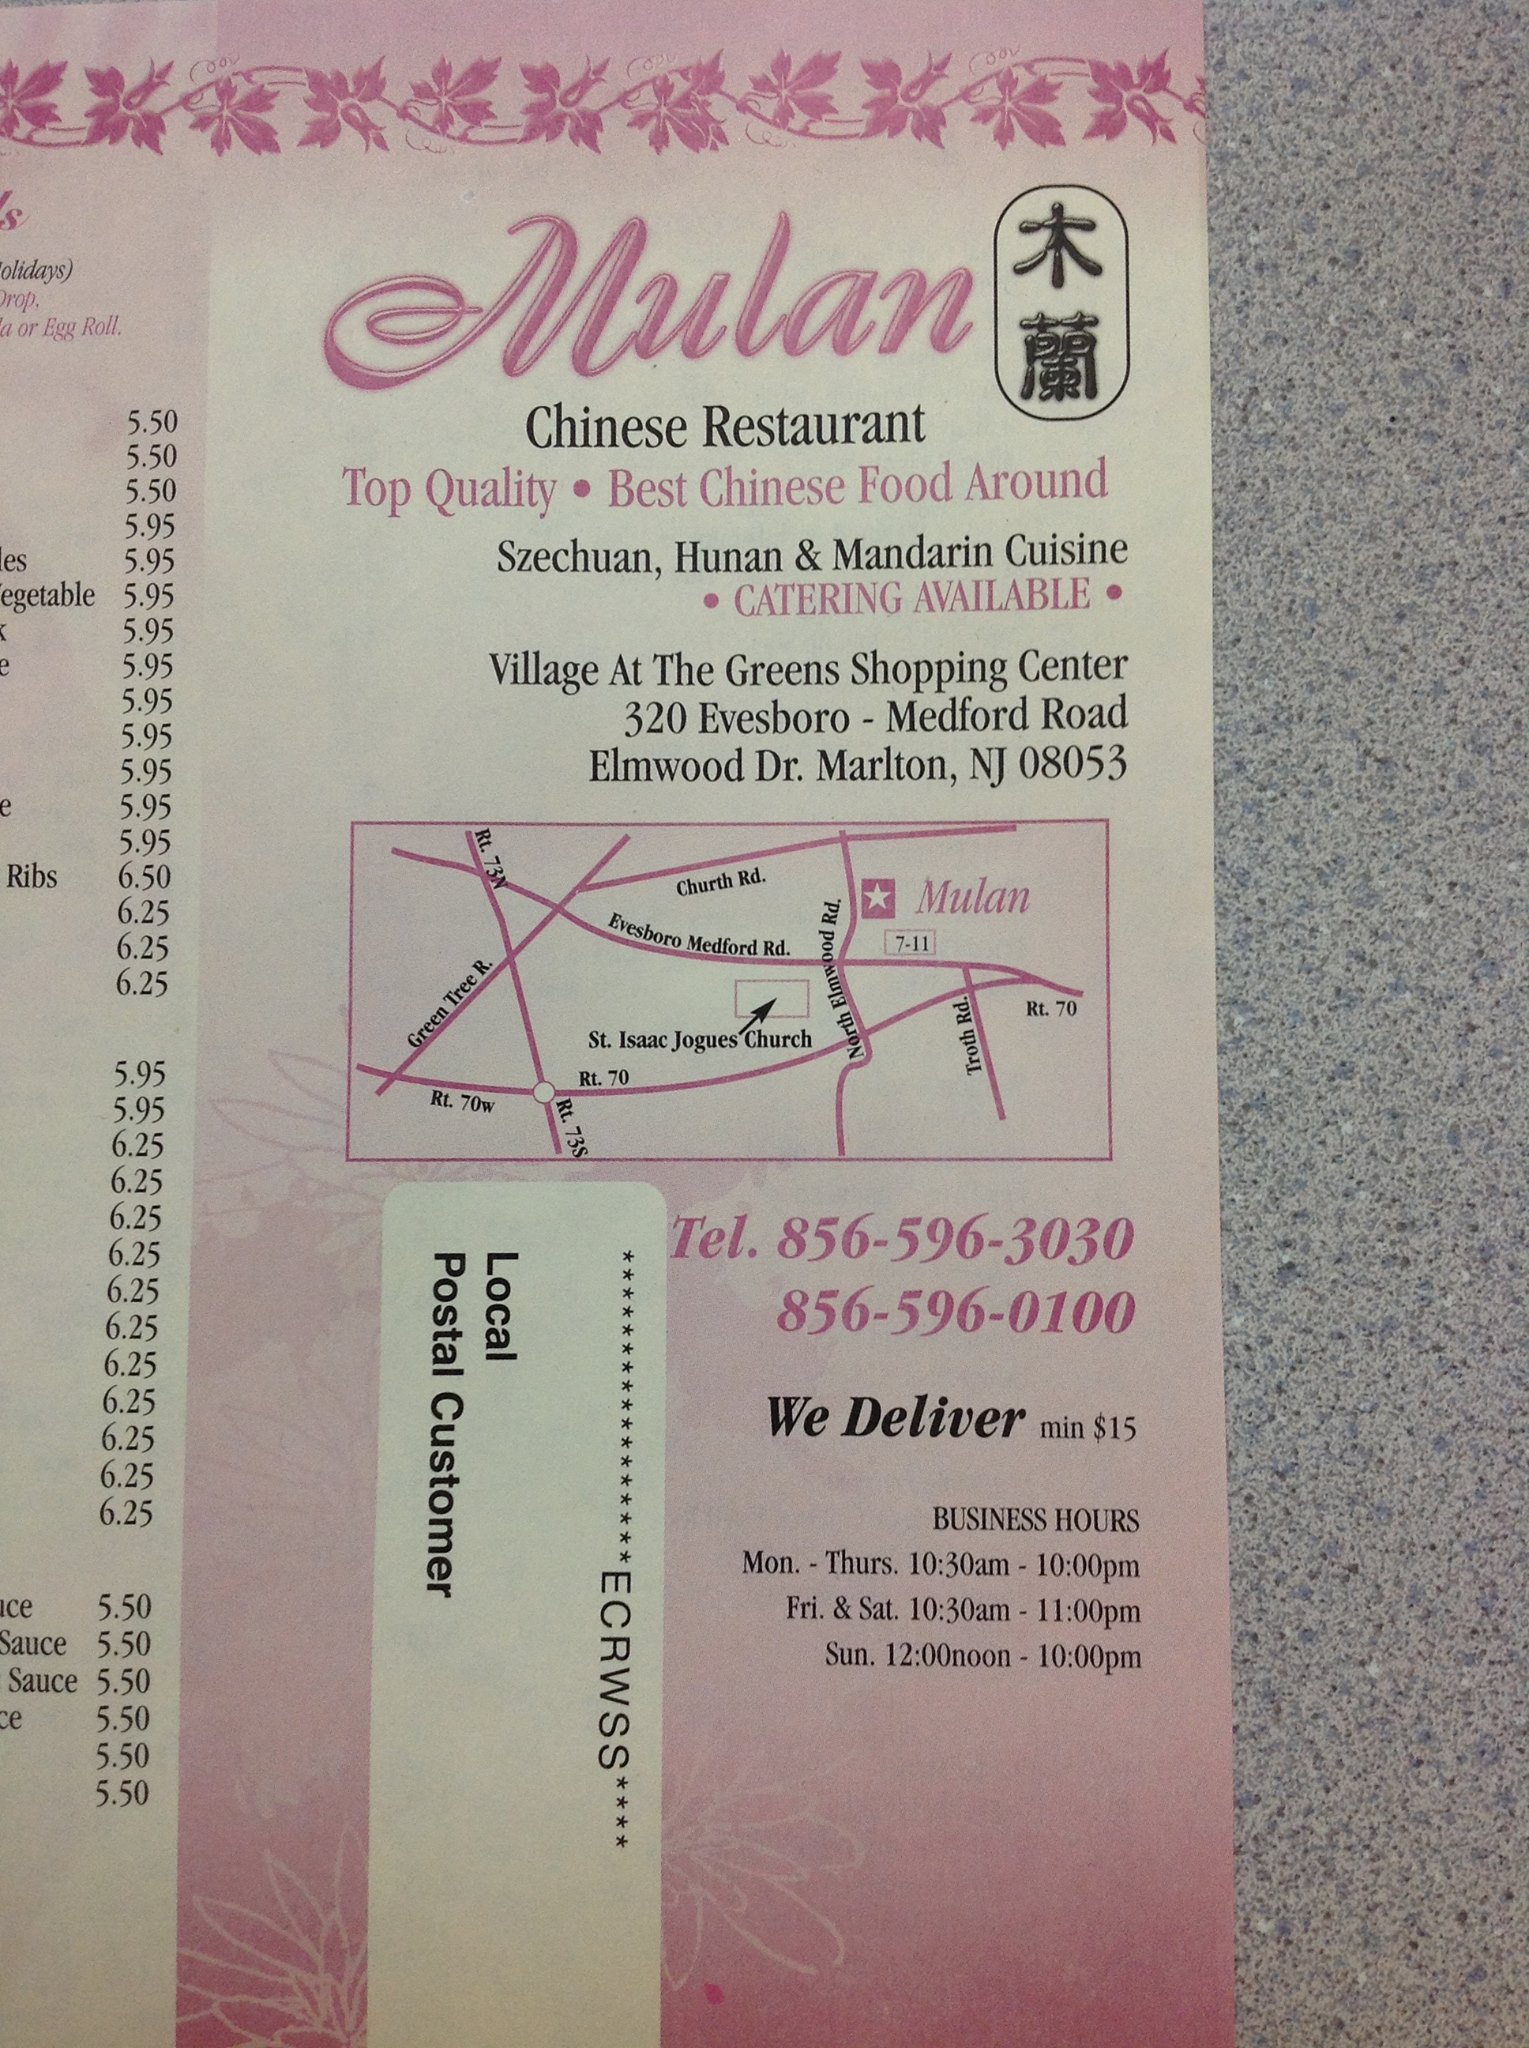 ls
olidays)
Drop,
la or Egg Roll.
5.50
5.50
5.50
5.95
les 5.95
egetable 5.95
k 5.95
e 5.95
5.95
5.95
5.95
e 5.95
5.95
Ribs 6.50
6.25
6.25
6.25
5.95
5.95
6.25
6.25
6.25
6.25
6.25
6.25
6.25
6.25
6.25
6.25
6.25
uce 5.50
Sauce 5.50
Sauce 5.50
ce 5.50
5.50
5.50
Mulan
木
蘭
Chinese Restaurant
Top Quality • Best Chinese Food Around
Szechuan, Hunan & Mandarin Cuisine
• CATERING AVAILABLE •
Village At The Greens Shopping Center
320 Evesboro - Medford Road
Elmwood Dr. Marlton, NJ 08053
Rt. 73N
Churth Rd.
Mulan
Evesboro Medford Rd.
7-11
North Elmwood Rd.
Green Tree R.
St. Isaac Jogues Church
Troth Rd.
Rt. 70
Rt. 70
Rt. 70w
Rt. 73S
Tel. 856-596-3030
856-596-0100
We Deliver min $15
BUSINESS HOURS
Mon. - Thurs. 10:30am - 10:00pm
Fri. & Sat. 10:30am - 11:00pm
Sun. 12:00noon - 10:00pm
*********************ECRWSS****
Local
Postal Customer